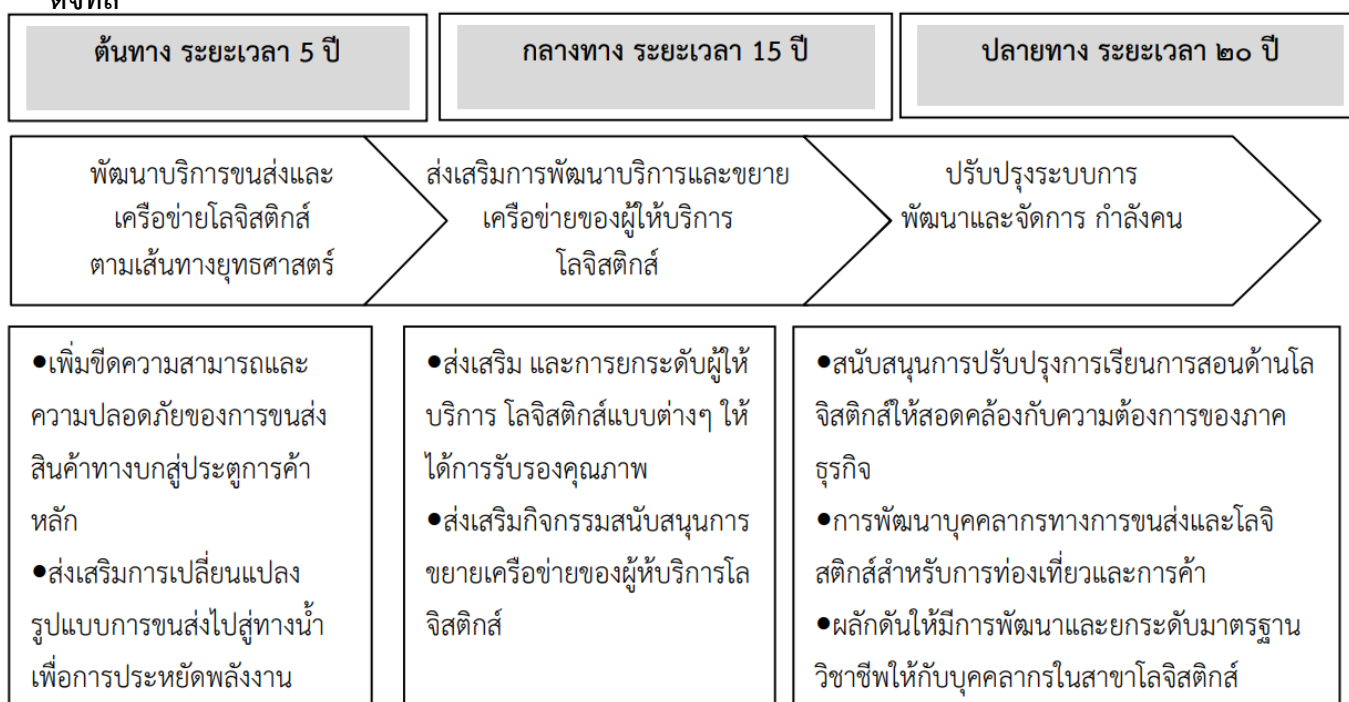 ดิจิทัล
ต้นทาง ระยะเวลา 5 ปี
กลางทาง ระยะเวลา 15 ปี
ปลายทาง ระยะเวลา ๒๐ ปี
พัฒนาบริการขนส่งและ
เครือข่ายโลจิสติกส์
ตามเส้นทางยุทธศาสตร์
ส่งเสริมการพัฒนาบริการและขยาย
เครือข่ายของผู้ให้บริการ
โลจิสติกส์
ปรับปรุงระบบการ
พัฒนาและจัดการ กำลังคน
●เพิ่มขีดความสามารถและ
ความปลอดภัยของการขนส่ง
สินค้าทางบกสู่ประตูการค้า
หลัก
●ส่งเสริมการเปลี่ยนแปลง
รูปแบบการขนส่งไปสู่ทางน้ำ
เพื่อการประหยัดพลังงาน
●ส่งเสริม และการยกระดับผู้ให้
บริการ โลจิสติกส์แบบต่างๆ ให้
ได้การรับรองคุณภาพ
●ส่งเสริมกิจกรรมสนับสนุนการ
ขยายเครือข่ายของผู้ห้บริการโล
จิสติกส์
●สนับสนุนการปรับปรุงการเรียนการสอนด้านโล
จิสติกส์ให้สอดคล้องกับความต้องการของภาค
ธุรกิจ
●การพัฒนาบุคคลากรทางการขนส่งและโลจิ
สติกส์สำหรับการท่องเที่ยวและการค้า
●ผลักดันให้มีการพัฒนาและยกระดับมาตรฐาน
วิชาชีพให้กับบุคคลากรในสาขาโลจิสติกส์